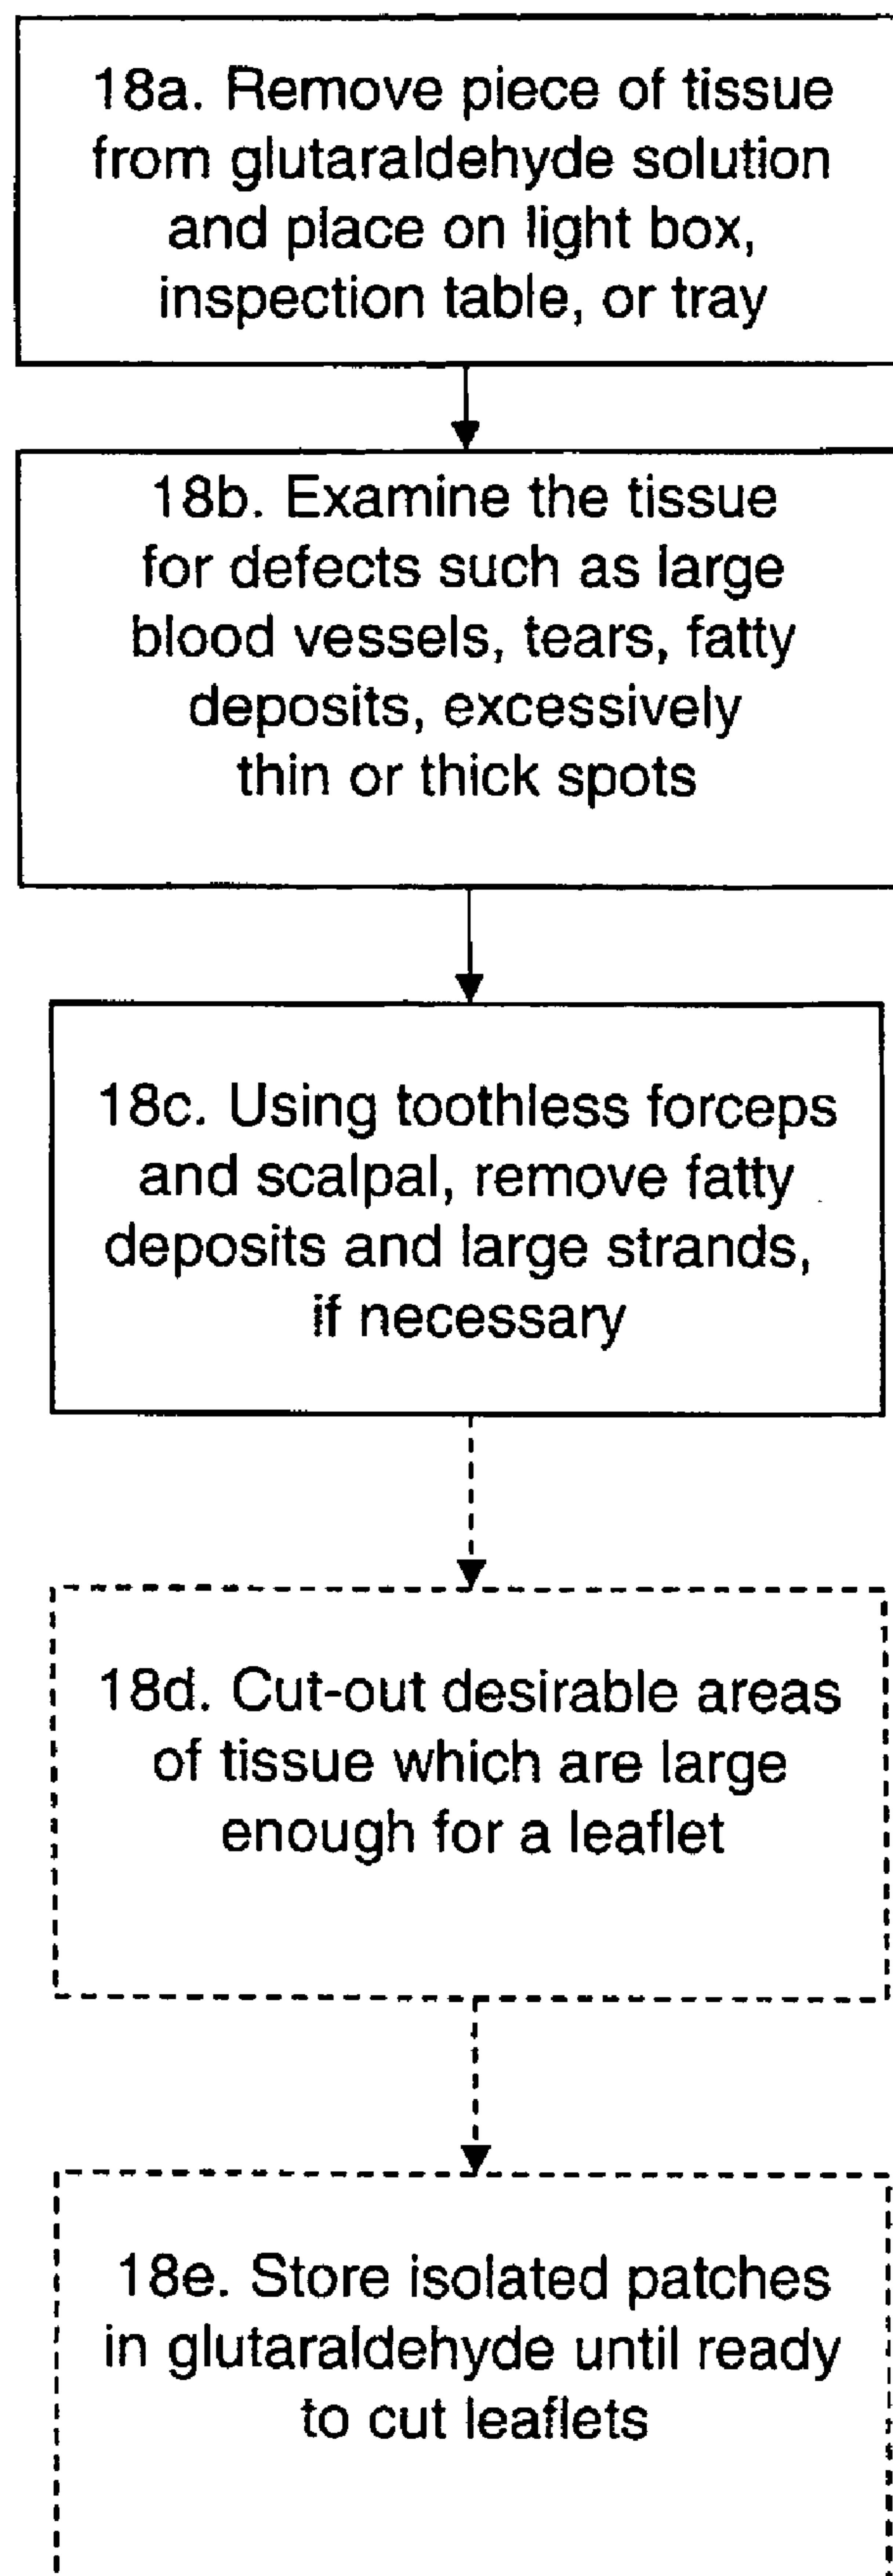 18a. Remove piece of tissue
from glutaraldehyde solution
and place on light box,
inspection table, or tray
18b. Examine the tissue
for defects such as large
blood vessels, tears, fatty
deposits, excessively
thin or thick spots
18c. Using toothless forceps
and scalpal, remove fatty
deposits and large strands,
if necessary
18d. Cut-out desirable areas
of tissue which are large
enough for a leaflet
18e. Store isolated patches
in glutaraldehyde until ready
to cut leaflets